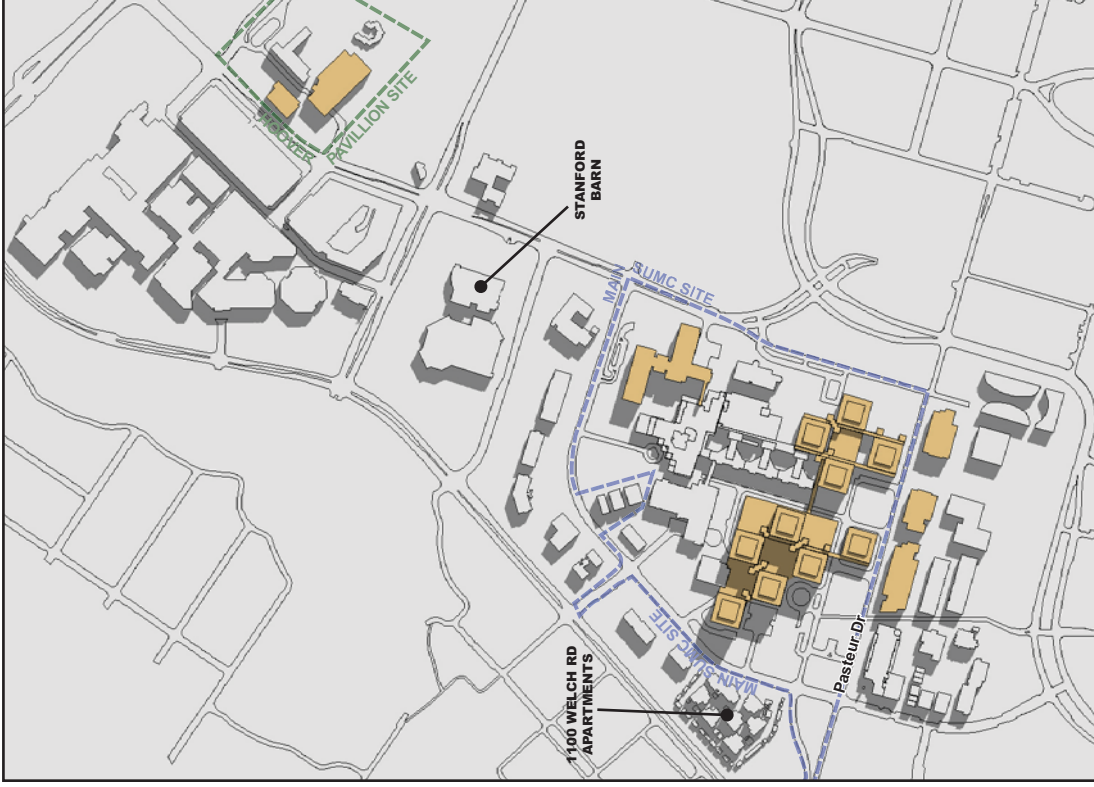 HOOVER
PAVILLION SITE
STANFORD
BARN
MAIN
SUMC SITE
MAIN SUMC SITE
Pasteur Dr
1100 WELCH RD
APARTMENTS